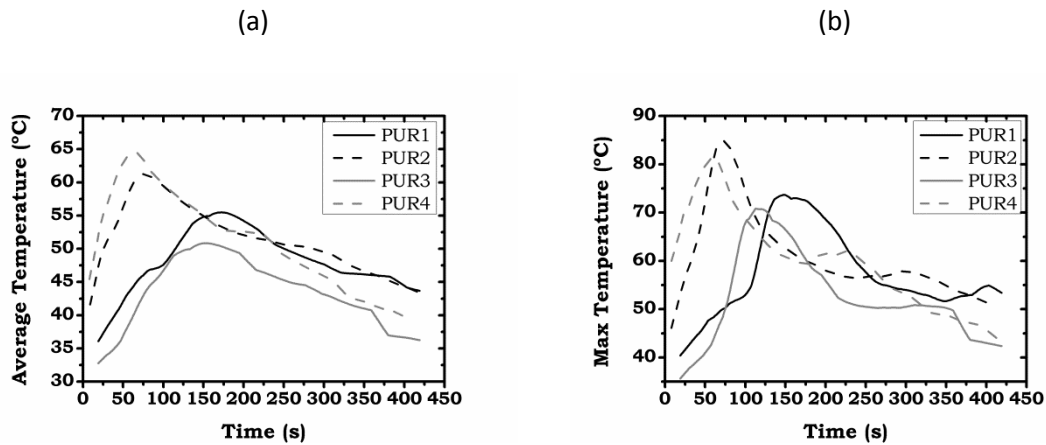 (a)
(b)
Average Temperature (°C)
70
65
60
55
50
45
40
35
30
0 50 100 150 200 250 300 350 400 450
Time (s)
PUR1
PUR2
PUR3
PUR4
Max Temperature (°C)
90
80
70
60
50
40
0 50 100 150 200 250 300 350 400 450
Time (s)
PUR1
PUR2
PUR3
PUR4